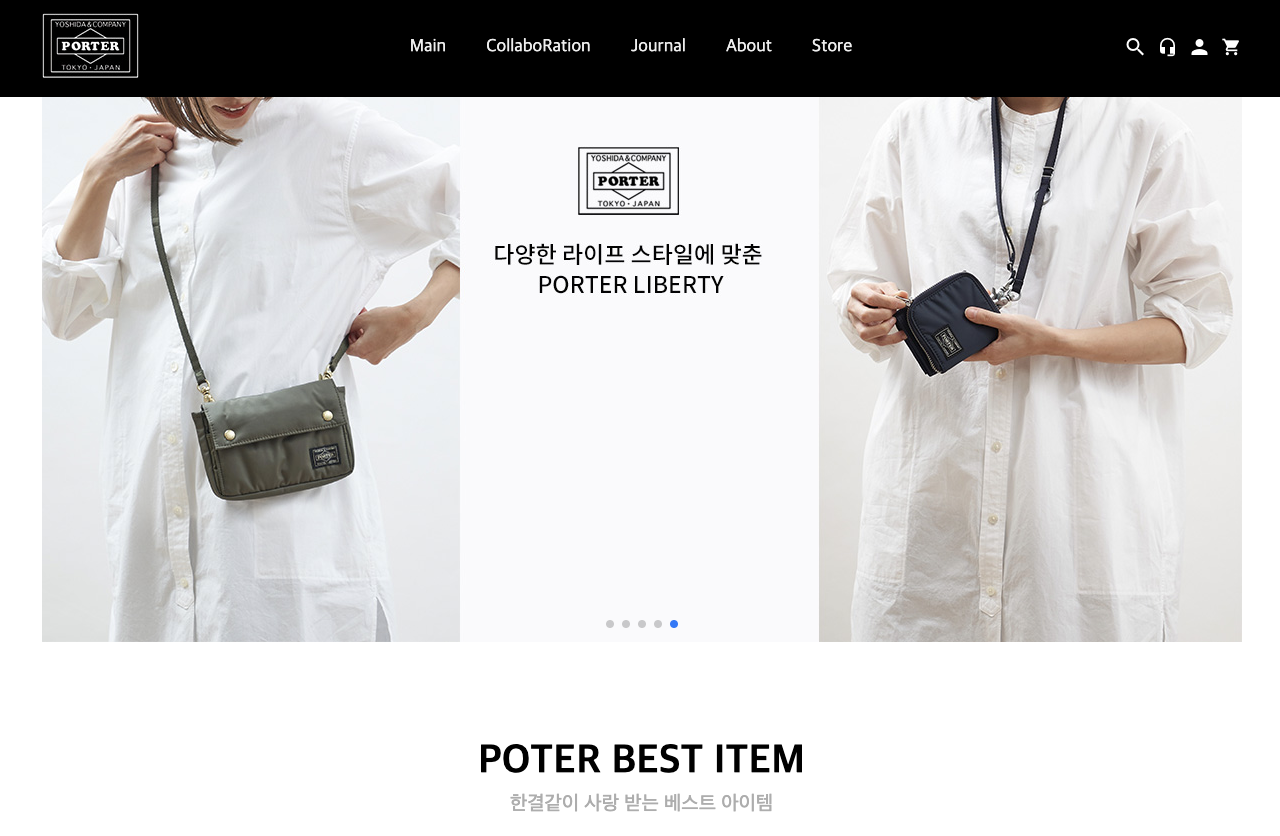 YOSHIDA & COMPANY
PORTER
TOKYO・JAPAN
Main CollaboRation Journal About Store
YOSHIDA & COMPANY
PORTER
TOKYO・JAPAN
다양한 라이프 스타일에 맞춘
PORTER LIBERTY
PORTER
PORTER
POTER BEST ITEM
한결같이 사랑 받는 베스트 아이템